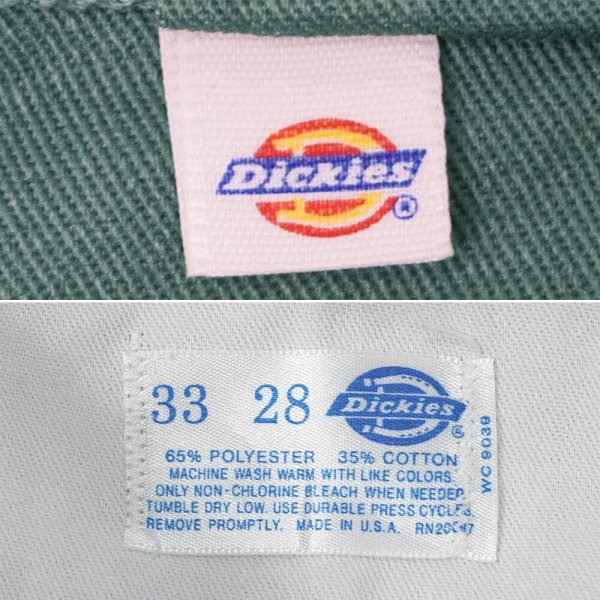 Dickies
®
33 28 Dickies
®
65% POLYESTER 35% COTTON
MACHINE WASH WARM WITH LIKE COLORS.
ONLY NON-CHLORINE BLEACH WHEN NEEDED.
TUMBLE DRY LOW. USE DURABLE PRESS CYCLES.
REMOVE PROMPTLY. MADE IN U.S.A.
WC 9039